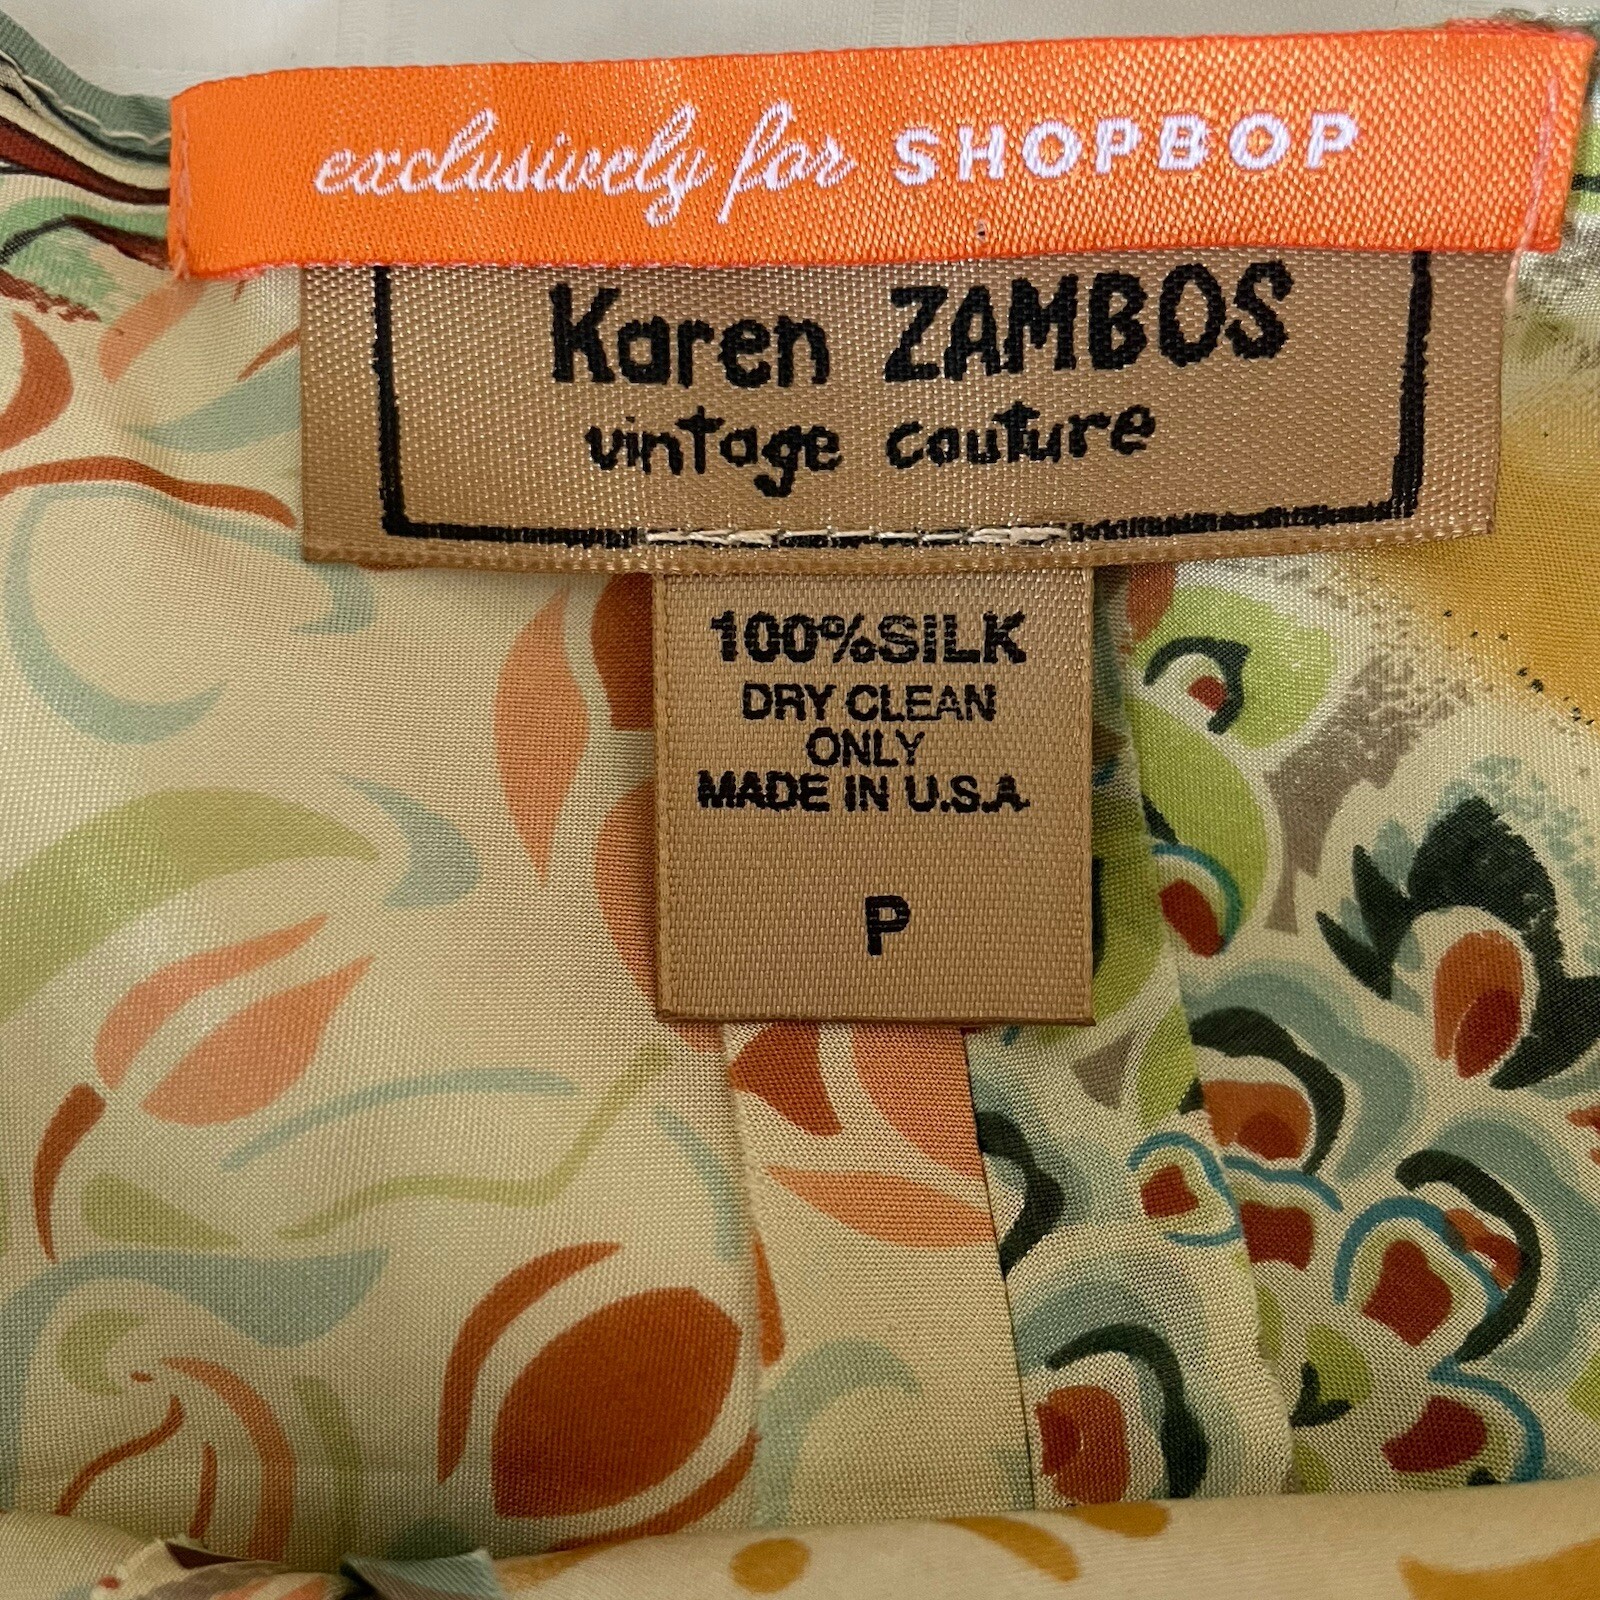 exclusively for SHOPBOP
Karen ZAMBOS
vintage couture
100%SILK
DRY CLEAN
ONLY
MADE IN U.S.A.
P